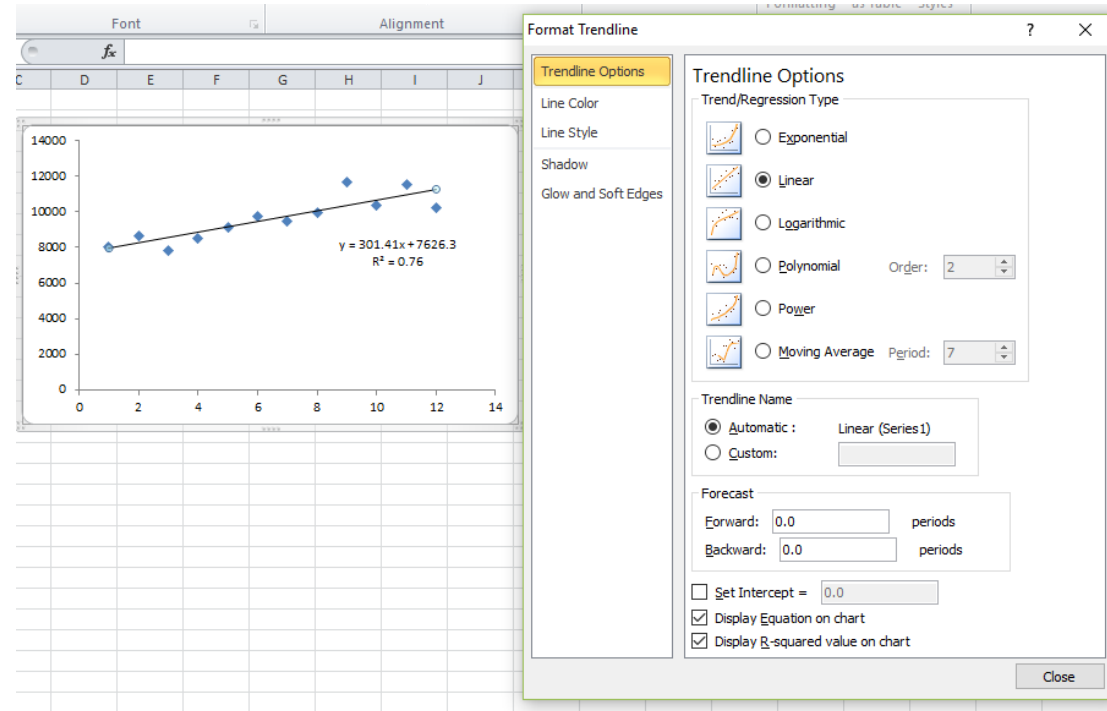 Formatting as Table Styles
Font Alignment
fx
C D E F G H I J
14000
12000
10000
8000
6000
4000
2000
0
0 2 4 6 8 10 12 14
y = 301.41x + 7626.3
R² = 0.76
Format Trendline ?
Trendline Options
Line Color
Line Style
Shadow
Glow and Soft Edges
Trendline Options
Trend/Regression Type
Exponential
Linear
Logarithmic
Polynomial Order: 2
Power
Moving Average Period: 7
Trendline Name
Automatic : Linear (Series1)
Custom:
Forecast
Forward: 0.0 periods
Backward: 0.0 periods
Set Intercept = 0.0
Display Equation on chart
Display R-squared value on chart
Close